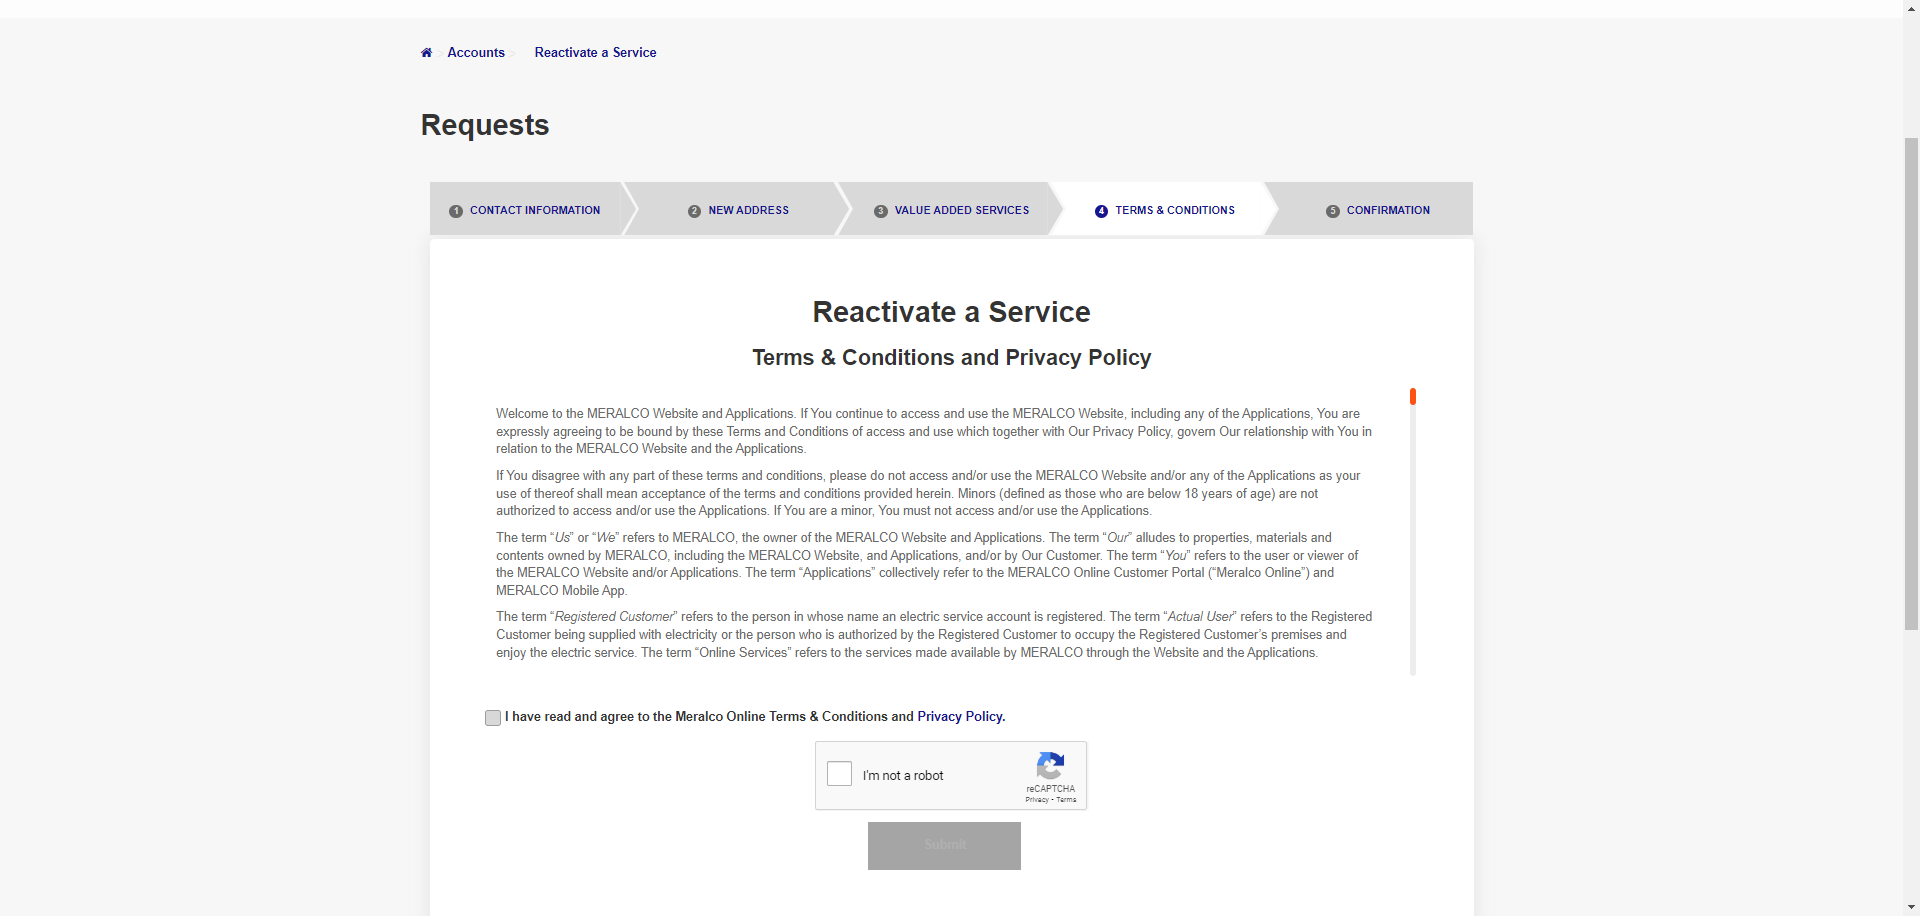 > Accounts > Reactivate a Service
Requests
1 CONTACT INFORMATION 2 NEW ADDRESS 3 VALUE ADDED SERVICES 4 TERMS & CONDITIONS 5 CONFIRMATION
Reactivate a Service
Terms & Conditions and Privacy Policy
Welcome to the MERALCO Website and Applications. If You continue to access and use the MERALCO Website, including any of the Applications, You are
expressly agreeing to be bound by these Terms and Conditions of access and use which together with Our Privacy Policy, govern Our relationship with You in
relation to the MERALCO Website and the Applications.
If You disagree with any part of these terms and conditions, please do not access and/or use the MERALCO Website and/or any of the Applications as your
use of thereof shall mean acceptance of the terms and conditions provided herein. Minors (defined as those who are below 18 years of age) are not
authorized to access and/or use the Applications. If You are a minor, You must not access and/or use the Applications.
The term “Us” or “We” refers to MERALCO, the owner of the MERALCO Website and Applications. The term “Our” alludes to properties, materials and
contents owned by MERALCO, including the MERALCO Website, and Applications, and/or by Our Customer. The term “You” refers to the user or viewer of
the MERALCO Website and/or Applications. The term “Applications” collectively refer to the MERALCO Online Customer Portal (“Meralco Online”) and
MERALCO Mobile App.
The term “Registered Customer” refers to the person in whose name an electric service account is registered. The term “Actual User” refers to the Registered
Customer being supplied with electricity or the person who is authorized by the Registered Customer to occupy the Registered Customer’s premises and
enjoy the electric service. The term “Online Services” refers to the services made available by MERALCO through the Website and the Applications.
I have read and agree to the Meralco Online Terms & Conditions and Privacy Policy.
I'm not a robot
reCAPTCHA
Privacy - Terms
Submit